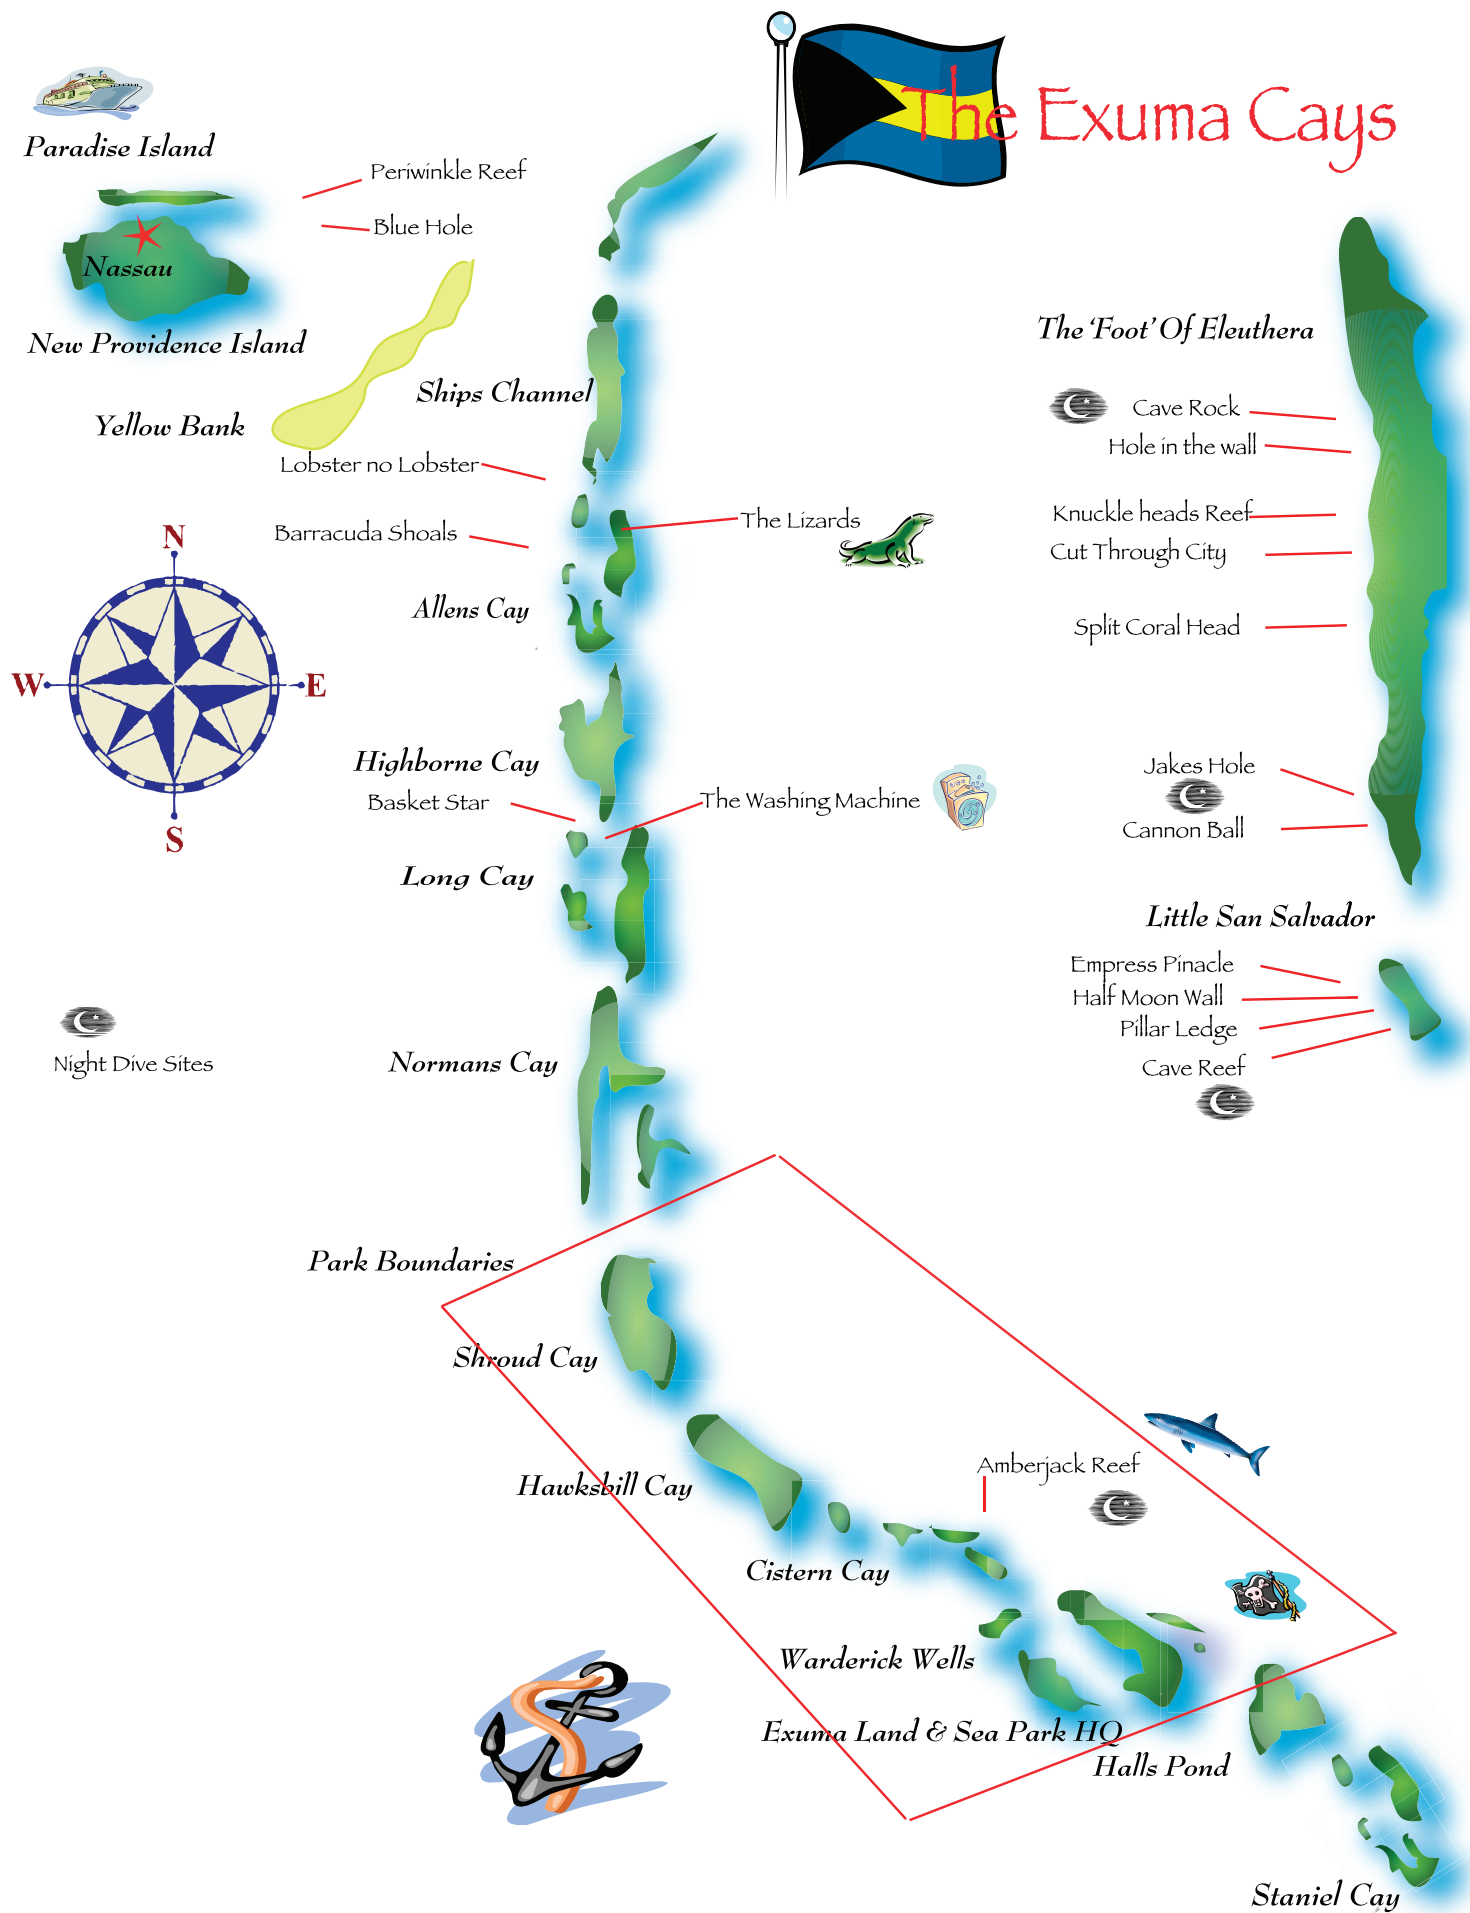 The Exuma Cays
Paradise Island
Periwinkle Reef
Blue Hole
Nassau
New Providence Island
The 'Foot' Of Eleuthera
Ships Channel
Yellow Bank
Cave Rock
Hole in the wall
Lobster no Lobster
Knuckle heads Reef
The Lizards
Barracuda Shoals
N
Cut Through City
Allens Cay
Split Coral Head
W
E
Highborne Cay
Jakes Hole
Basket Star
The Washing Machine
Cannon Ball
S
Long Cay
Little San Salvador
Empress Pinacle
Half Moon Wall
Pillar Ledge
Night Dive Sites
Normans Cay
Cave Reef
Park Boundaries
Shroud Cay
Amberjack Reef
Hawksbill Cay
Cistern Cay
Warderick Wells
Exuma Land & Sea Park HQ
Halls Pond
Staniel Cay